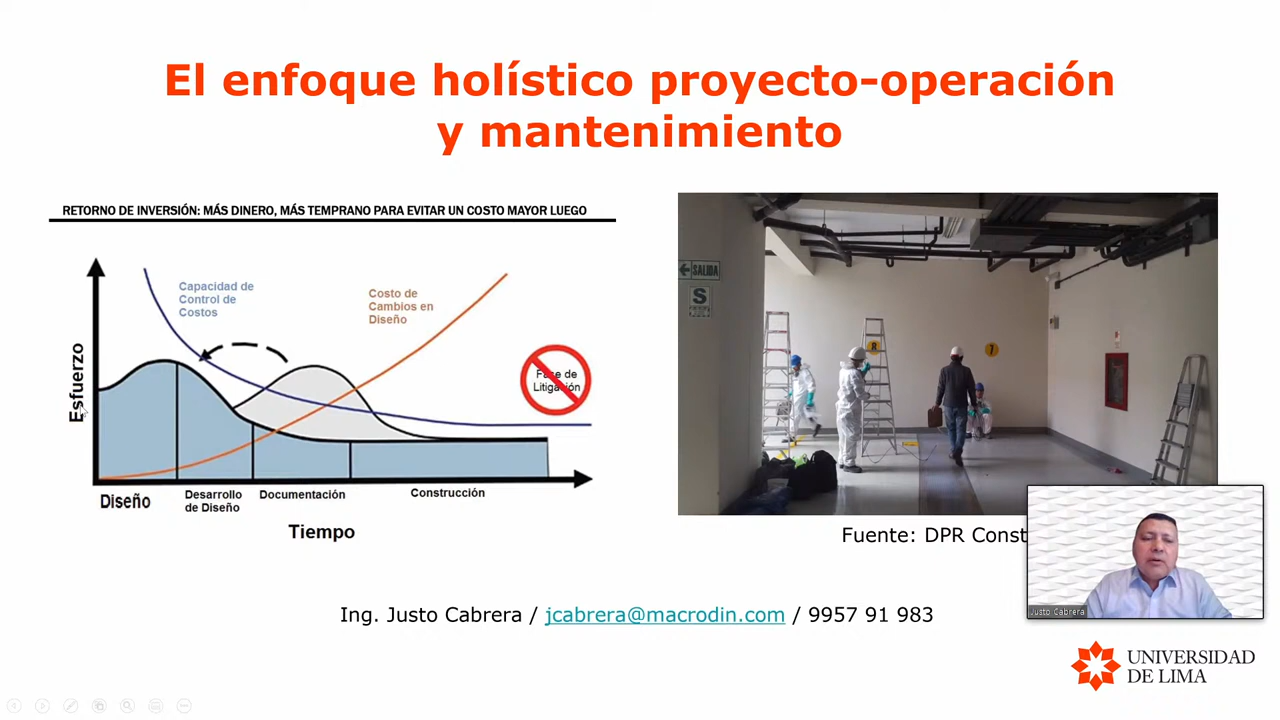 El enfoque holístico proyecto-operación
y mantenimiento
RETORNO DE INVERSIÓN: MÁS DINERO, MÁS TEMPRANO PARA EVITAR UN COSTO MAYOR LUEGO
Capacidad de
Control de
Costos
Costo de
Cambios en
Diseño
Fase de
Litigación
Esfuerzo
Diseño
Desarrollo
de Diseño
Documentación
Construcción
Tiempo
SALIDA
S
R
7
Fuente: DPR Const
Justo Cabrera
Ing. Justo Cabrera / jcabrera@macrodin.com / 9957 91 983
UNIVERSIDAD
DE LIMA